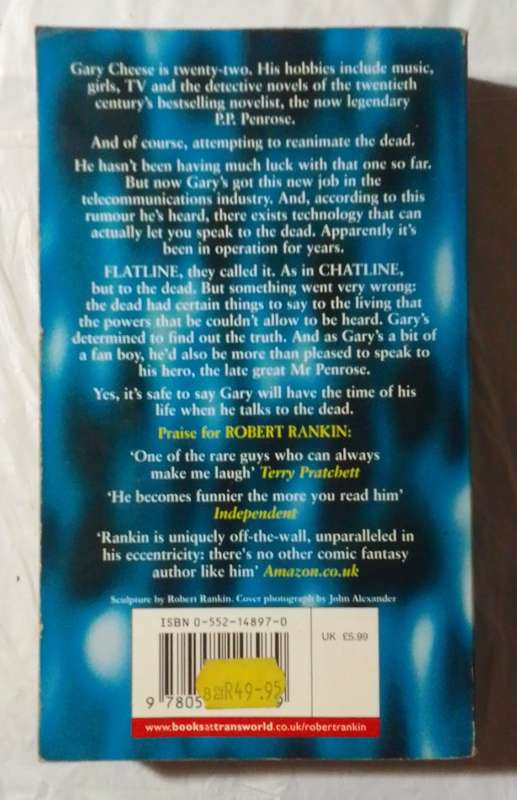 Gary Cheese is twenty-two. His hobbies include music,
girls, TV and the detective novels of the twentieth
century's bestselling novelist, the now legendary
P.P. Penrose.
And of course, attempting to reanimate the dead.
He hasn't been having much luck with that one so far.
But now Gary's got this new job in the
telecommunications industry. And, according to this
rumour he's heard, there exists technology that can
actually let you speak to the dead. Apparently it's
been in operation for years.
FLATLINE, they called it. As in CHATLINE,
but to the dead. But something went very wrong:
the dead had certain things to say to the living that
the powers that be couldn't allow to be heard. Gary's
determined to find out the truth. And as Gary's a bit of
a fan boy, he'd also be more than pleased to speak to
his hero, the late great Mr Penrose.
Yes, it's safe to say Gary will have the time of his
life when he talks to the dead.
Praise for ROBERT RANKIN:
'One of the rare guys who can always
make me laugh' Terry Pratchett
'He becomes funnier the more you read him'
Independent
'Rankin is uniquely off-the-wall, unparalleled in
his eccentricity: there's no other comic fantasy
author like him' Amazon.co.uk
Sculpture by Robert Rankin. Cover photograph by John Alexander
ISBN 0-552-14897-0
UK £5.99
R49-95
9 7805 9
www.booksattransworld.co.uk/robertrankin